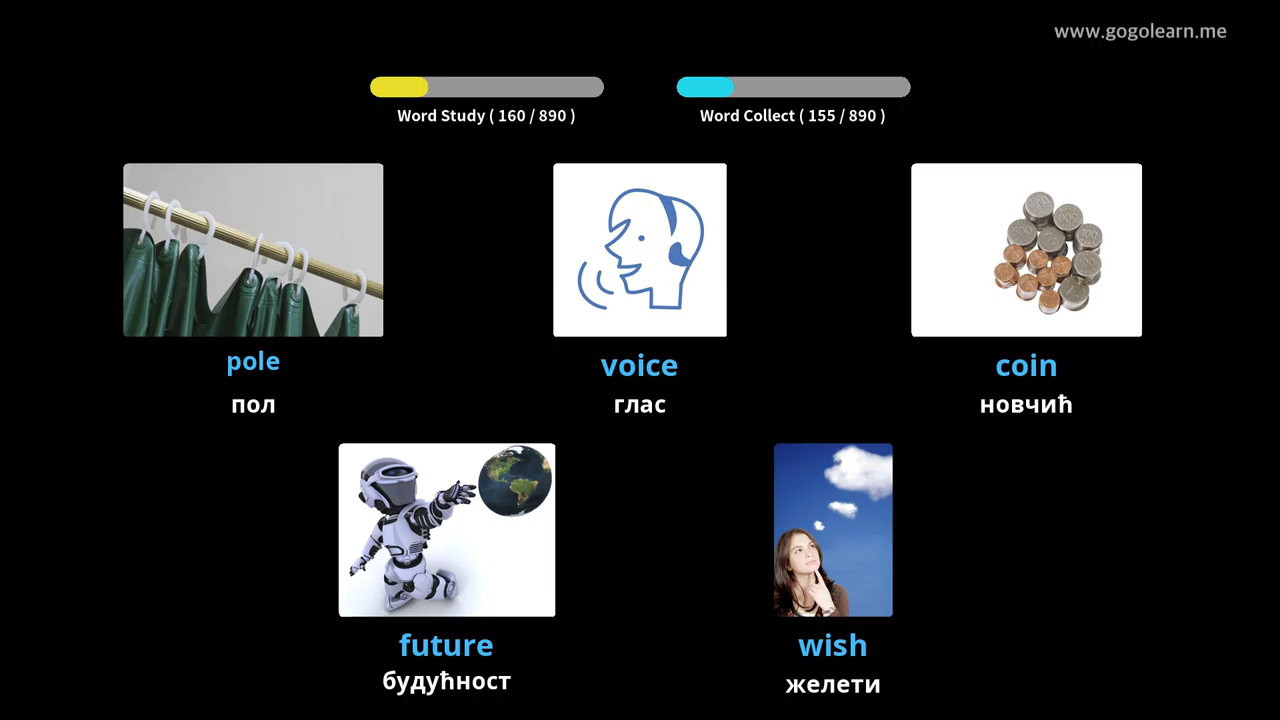 www.gogolearn.me
Word Study ( 160 / 890 )
Word Collect ( 155 / 890 )
pole
пол
voice
глас
coin
новчић
future
будућност
wish
желети